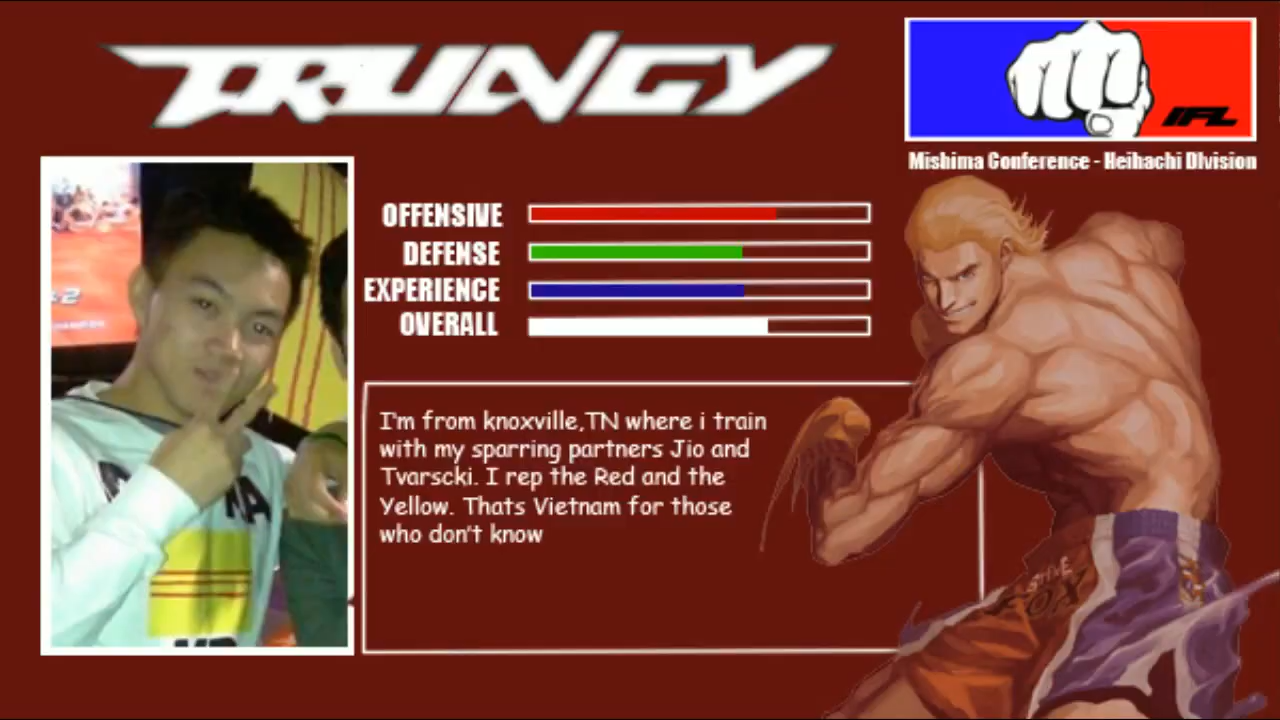 TRUNGY
IFL
Mishima Conference - Heihachi DIvision
OFFENSIVE
DEFENSE
EXPERIENCE
OVERALL
I'm from knoxville,TN where i train
with my sparring partners Jio and
Tvarscki. I rep the Red and the
Yellow. Thats Vietnam for those
who don't know
FOX